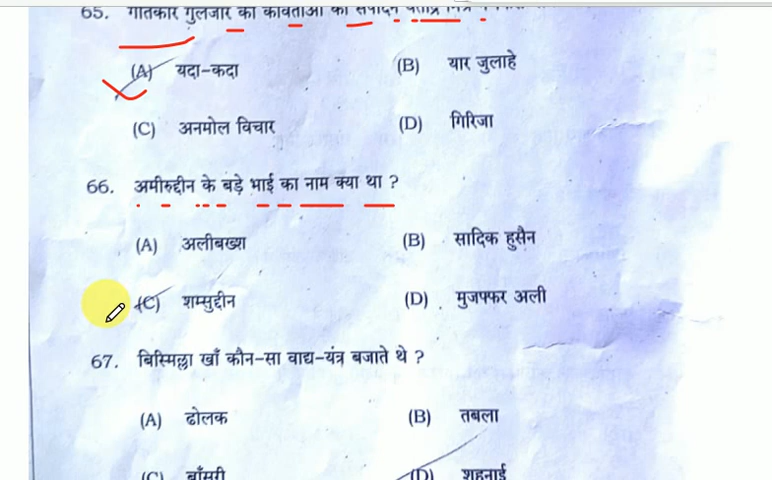 65. गीतकार गुलजार की कविताओं का संपादन
(A) यदा-कदा (B) यार जुलाहे
(C) अनमोल विचार (D) गिरिजा
66. अमीरुद्दीन के बड़े भाई का नाम क्या था ?
(A) अलीबख्श (B) सादिक हुसैन
(C) शम्सुद्दीन (D) मुजफ्फर अली
67. बिस्मिल्ला खाँ कौन-सा वाद्य-यंत्र बजाते थे ?
(A) ढोलक (B) तबला
(C) बाँसुरी (D) शहनाई